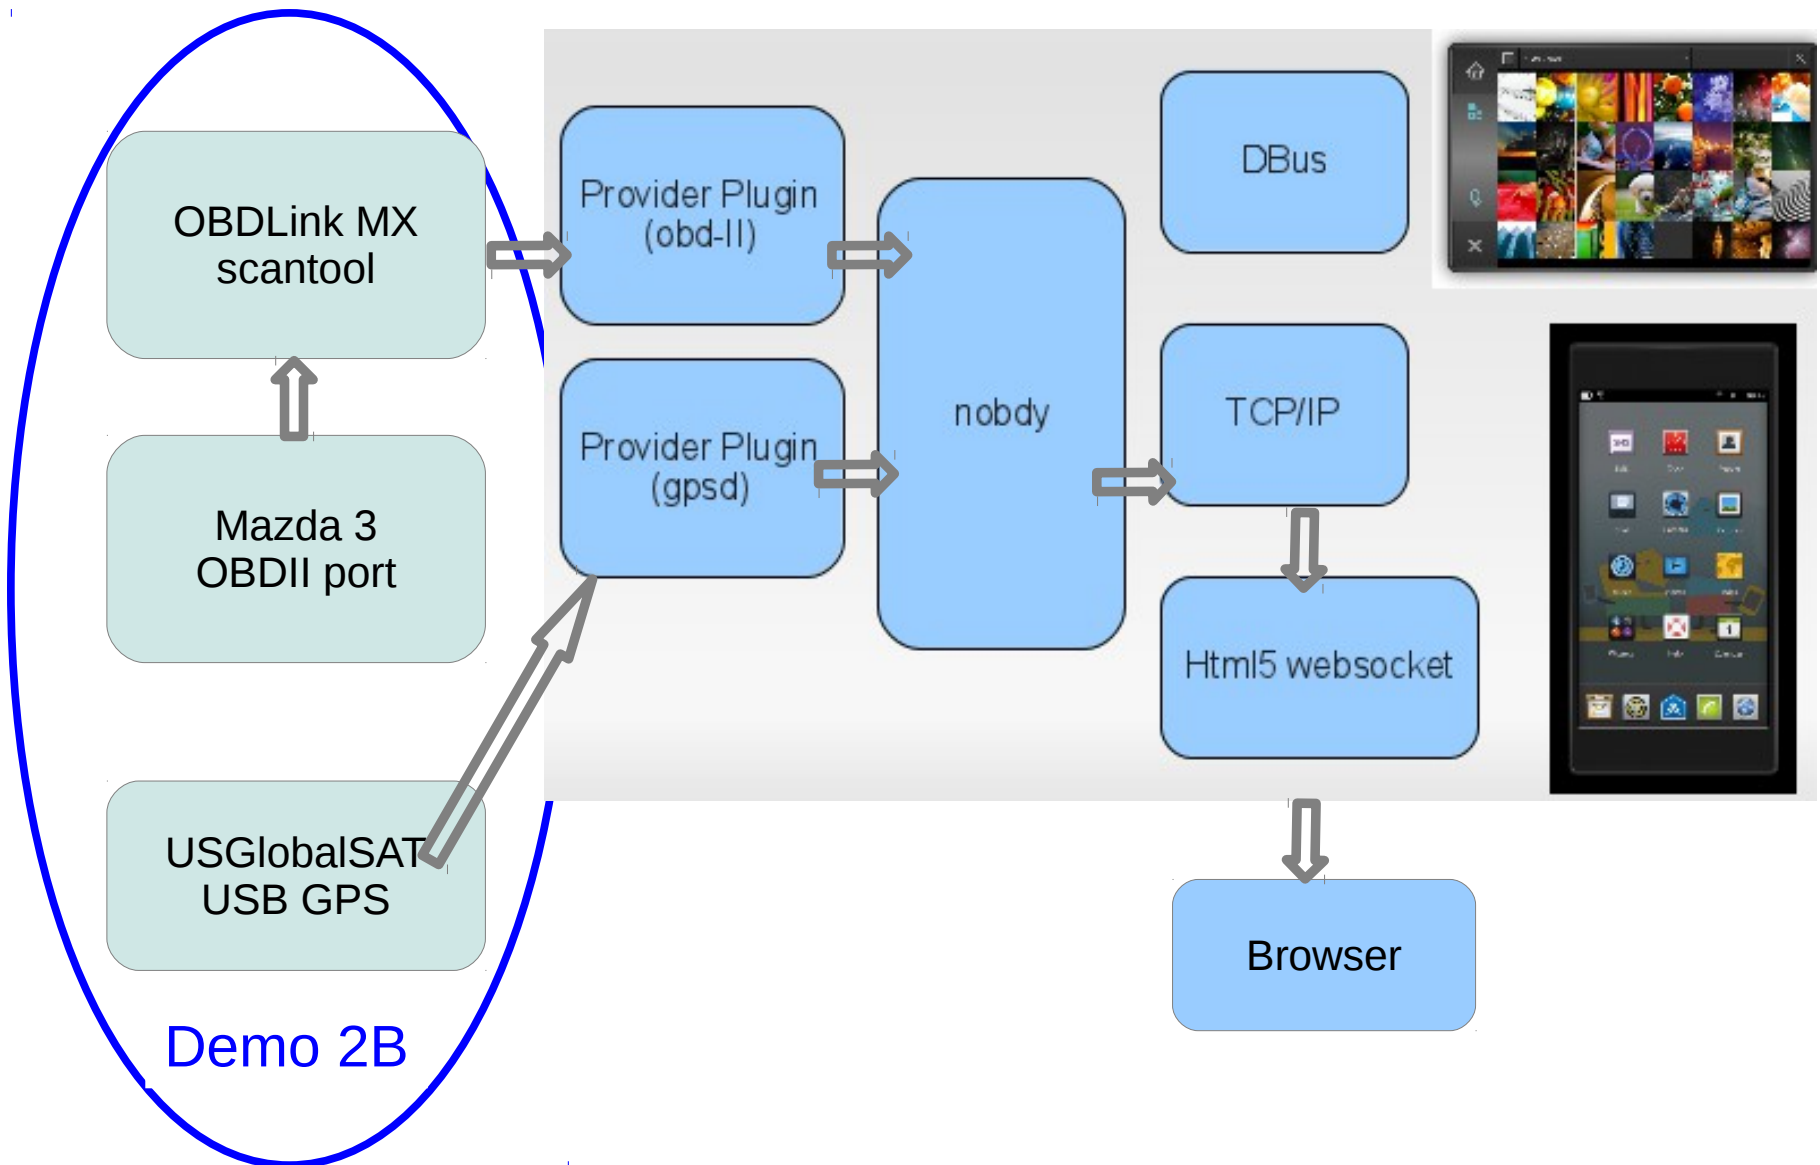 OBDLink MX
scantool
Mazda 3
OBDII port
USGlobalSAT
USB GPS
Demo 2B
Provider Plugin
(obd-II)
Provider Plugin
(gpsd)
nobdy
DBus
TCP/IP
Html5 websocket
Browser